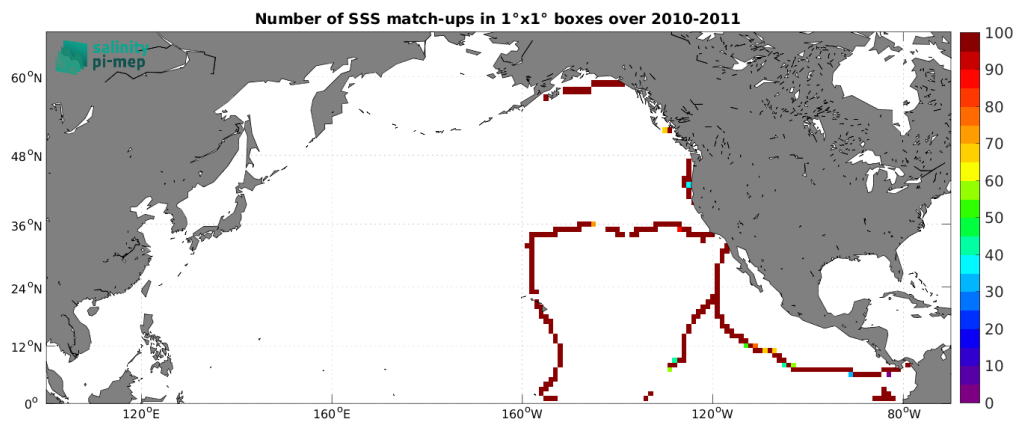 Number of SSS match-ups in 1°x1° boxes over 2010-2011
salinity
pi-mep
60°N
48°N
36°N
24°N
12°N
0°
120°E
160°E
160°W
120°W
80°W
100
90
80
70
60
50
40
30
20
10
0